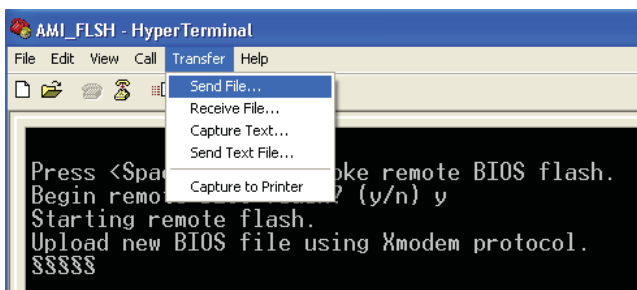 AMI_FLSH - HyperTerminal
File Edit View Call Transfer Help
Send File...
Receive File...
Capture Text...
Send Text File...
Capture to Printer
Press <Spa oke remote BIOS flash.
Begin remo ? (y/n) y
Starting remote flash.
Upload new BIOS file using Xmodem protocol.
§§§§§